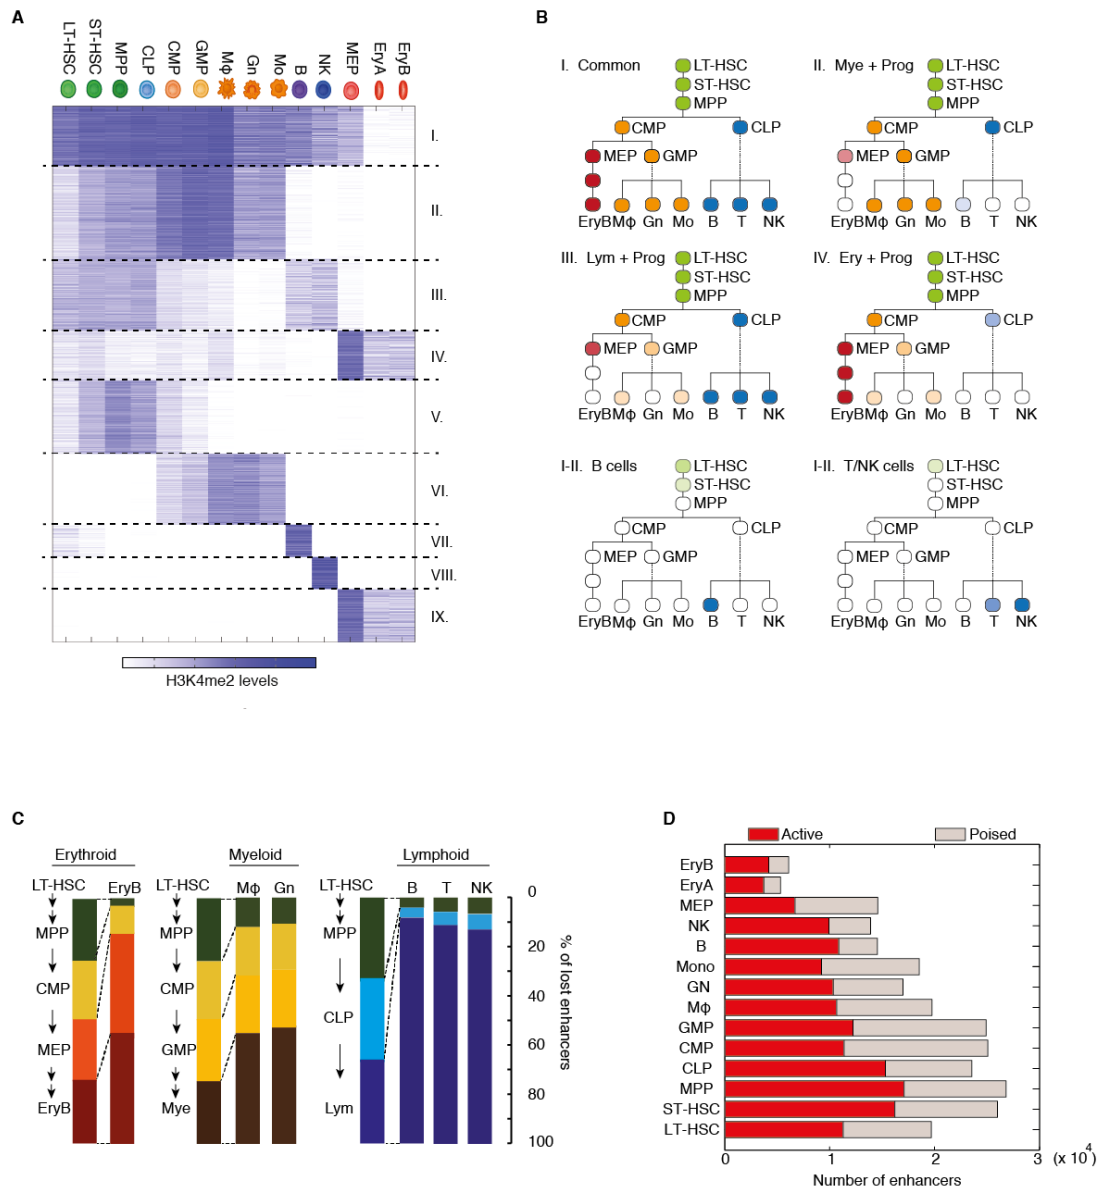 A
LT-HSC
ST-HSC
MPP
CLP
CMP
GMP
Mϕ
Gn
Mo
B
NK
MEP
EryA
EryB
I.
II.
III.
IV.
V.
VI.
VII.
VIII.
IX.
H3K4me2 levels
B
I. Common
LT-HSC
ST-HSC
MPP
CMP
CLP
MEP
GMP
EryB Mϕ Gn Mo B T NK
II. Mye + Prog
LT-HSC
ST-HSC
MPP
CMP
CLP
MEP
GMP
EryB Mϕ Gn Mo B T NK
III. Lym + Prog
LT-HSC
ST-HSC
MPP
CMP
CLP
MEP
GMP
EryB Mϕ Gn Mo B T NK
IV. Ery + Prog
LT-HSC
ST-HSC
MPP
CMP
CLP
MEP
GMP
EryB Mϕ Gn Mo B T NK
I-II. B cells
LT-HSC
ST-HSC
MPP
CMP
CLP
MEP
GMP
EryB Mϕ Gn Mo B T NK
I-II. T/NK cells
LT-HSC
ST-HSC
MPP
CMP
CLP
MEP
GMP
EryB Mϕ Gn Mo B T NK
C
Erythroid
LT-HSC
EryB
MPP
CMP
MEP
EryB
Myeloid
LT-HSC
Mϕ
Gn
MPP
CMP
GMP
Mye
Lymphoid
LT-HSC
B
T
NK
MPP
CLP
Lym
0
20
40
60
80
100
% of lost enhancers
D
Active
Poised
EryB
EryA
MEP
NK
B
Mono
GN
Mϕ
GMP
CMP
CLP
MPP
ST-HSC
LT-HSC
0
1
2
3
(x 10⁴)
Number of enhancers